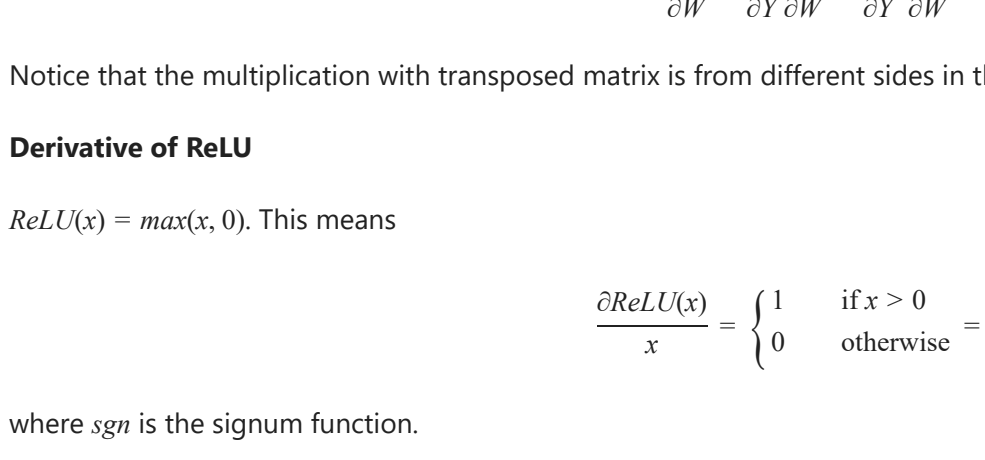 ∂W ∂Y ∂W ∂Y ∂W
Notice that the multiplication with transposed matrix is from different sides in
Derivative of ReLU
ReLU(x) = max(x, 0). This means
∂ReLU(x) / x = { 1 if x > 0
0 otherwise =
where sgn is the signum function.